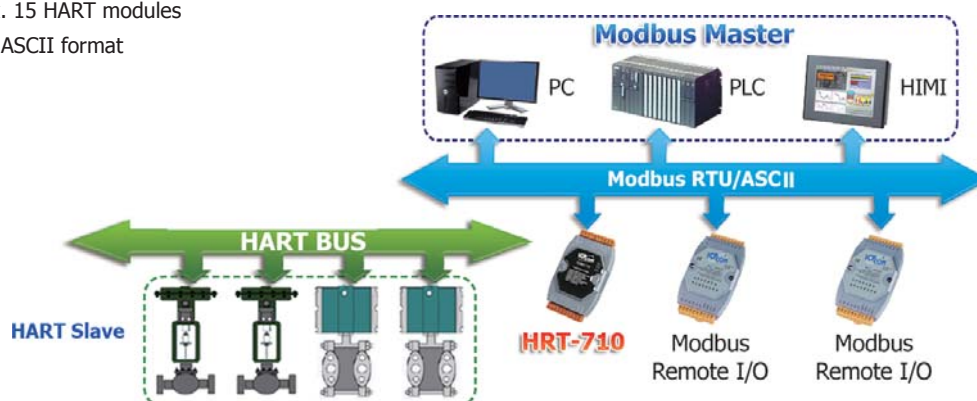 . 15 HART modules
ASCII format
Modbus Master
PC
PLC
HIMI
Modbus RTU/ASCII
HART BUS
HART Slave
HRT-710
Modbus
Remote I/O
Modbus
Remote I/O